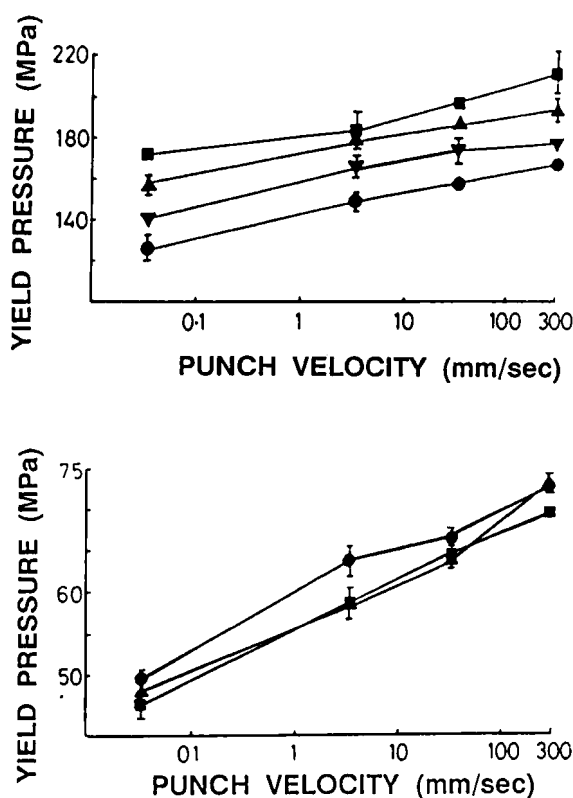 YIELD PRESSURE (MPa)
220
180
140
0·1 1 10 100 300
PUNCH VELOCITY (mm/sec)
YIELD PRESSURE (MPa)
75
60
50
01 1 10 100 300
PUNCH VELOCITY (mm/sec)